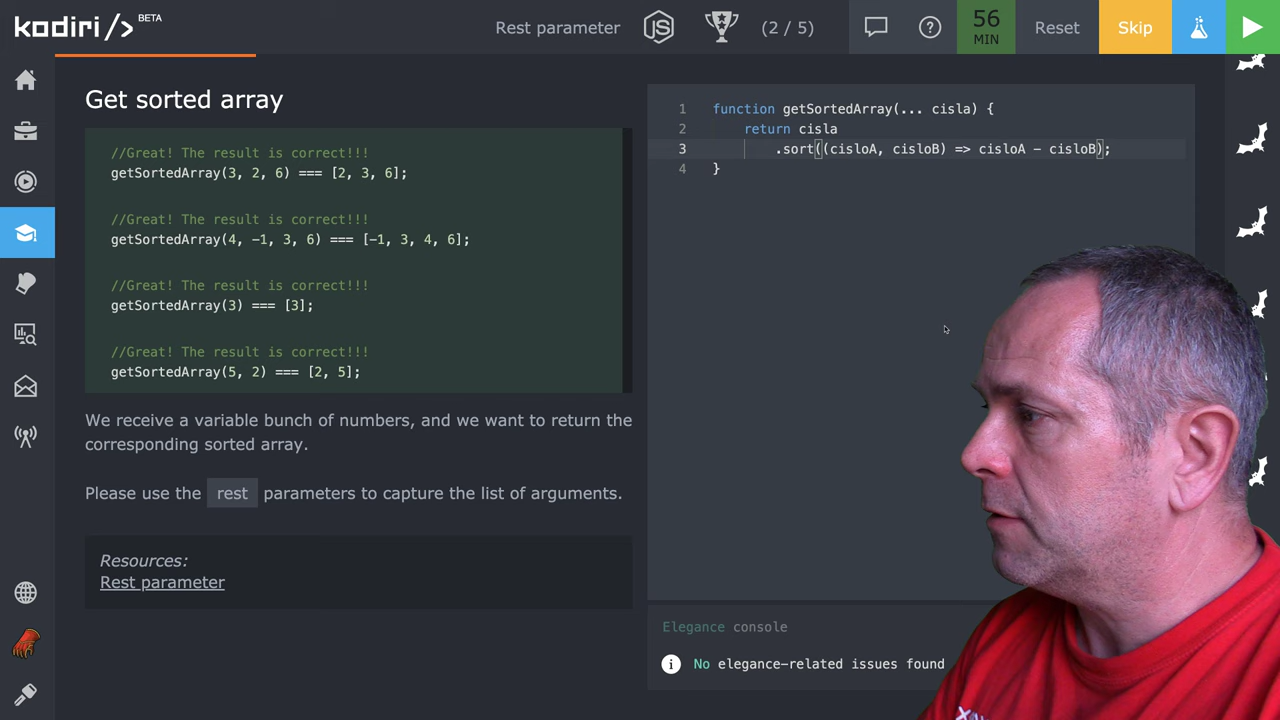 kodiri/> BETA
Rest parameter
JS
(2 / 5)
56 MIN
Reset
Skip
Get sorted array
//Great! The result is correct!!!
getSortedArray(3, 2, 6) === [2, 3, 6];
//Great! The result is correct!!!
getSortedArray(4, -1, 3, 6) === [-1, 3, 4, 6];
//Great! The result is correct!!!
getSortedArray(3) === [3];
//Great! The result is correct!!!
getSortedArray(5, 2) === [2, 5];
We receive a variable bunch of numbers, and we want to return the
corresponding sorted array.
Please use the rest parameters to capture the list of arguments.
Resources:
Rest parameter
1 function getSortedArray(... cisla) {
2 return cisla
3 .sort((cisloA, cisloB) => cisloA - cisloB);
4 }
Elegance console
No elegance-related issues found